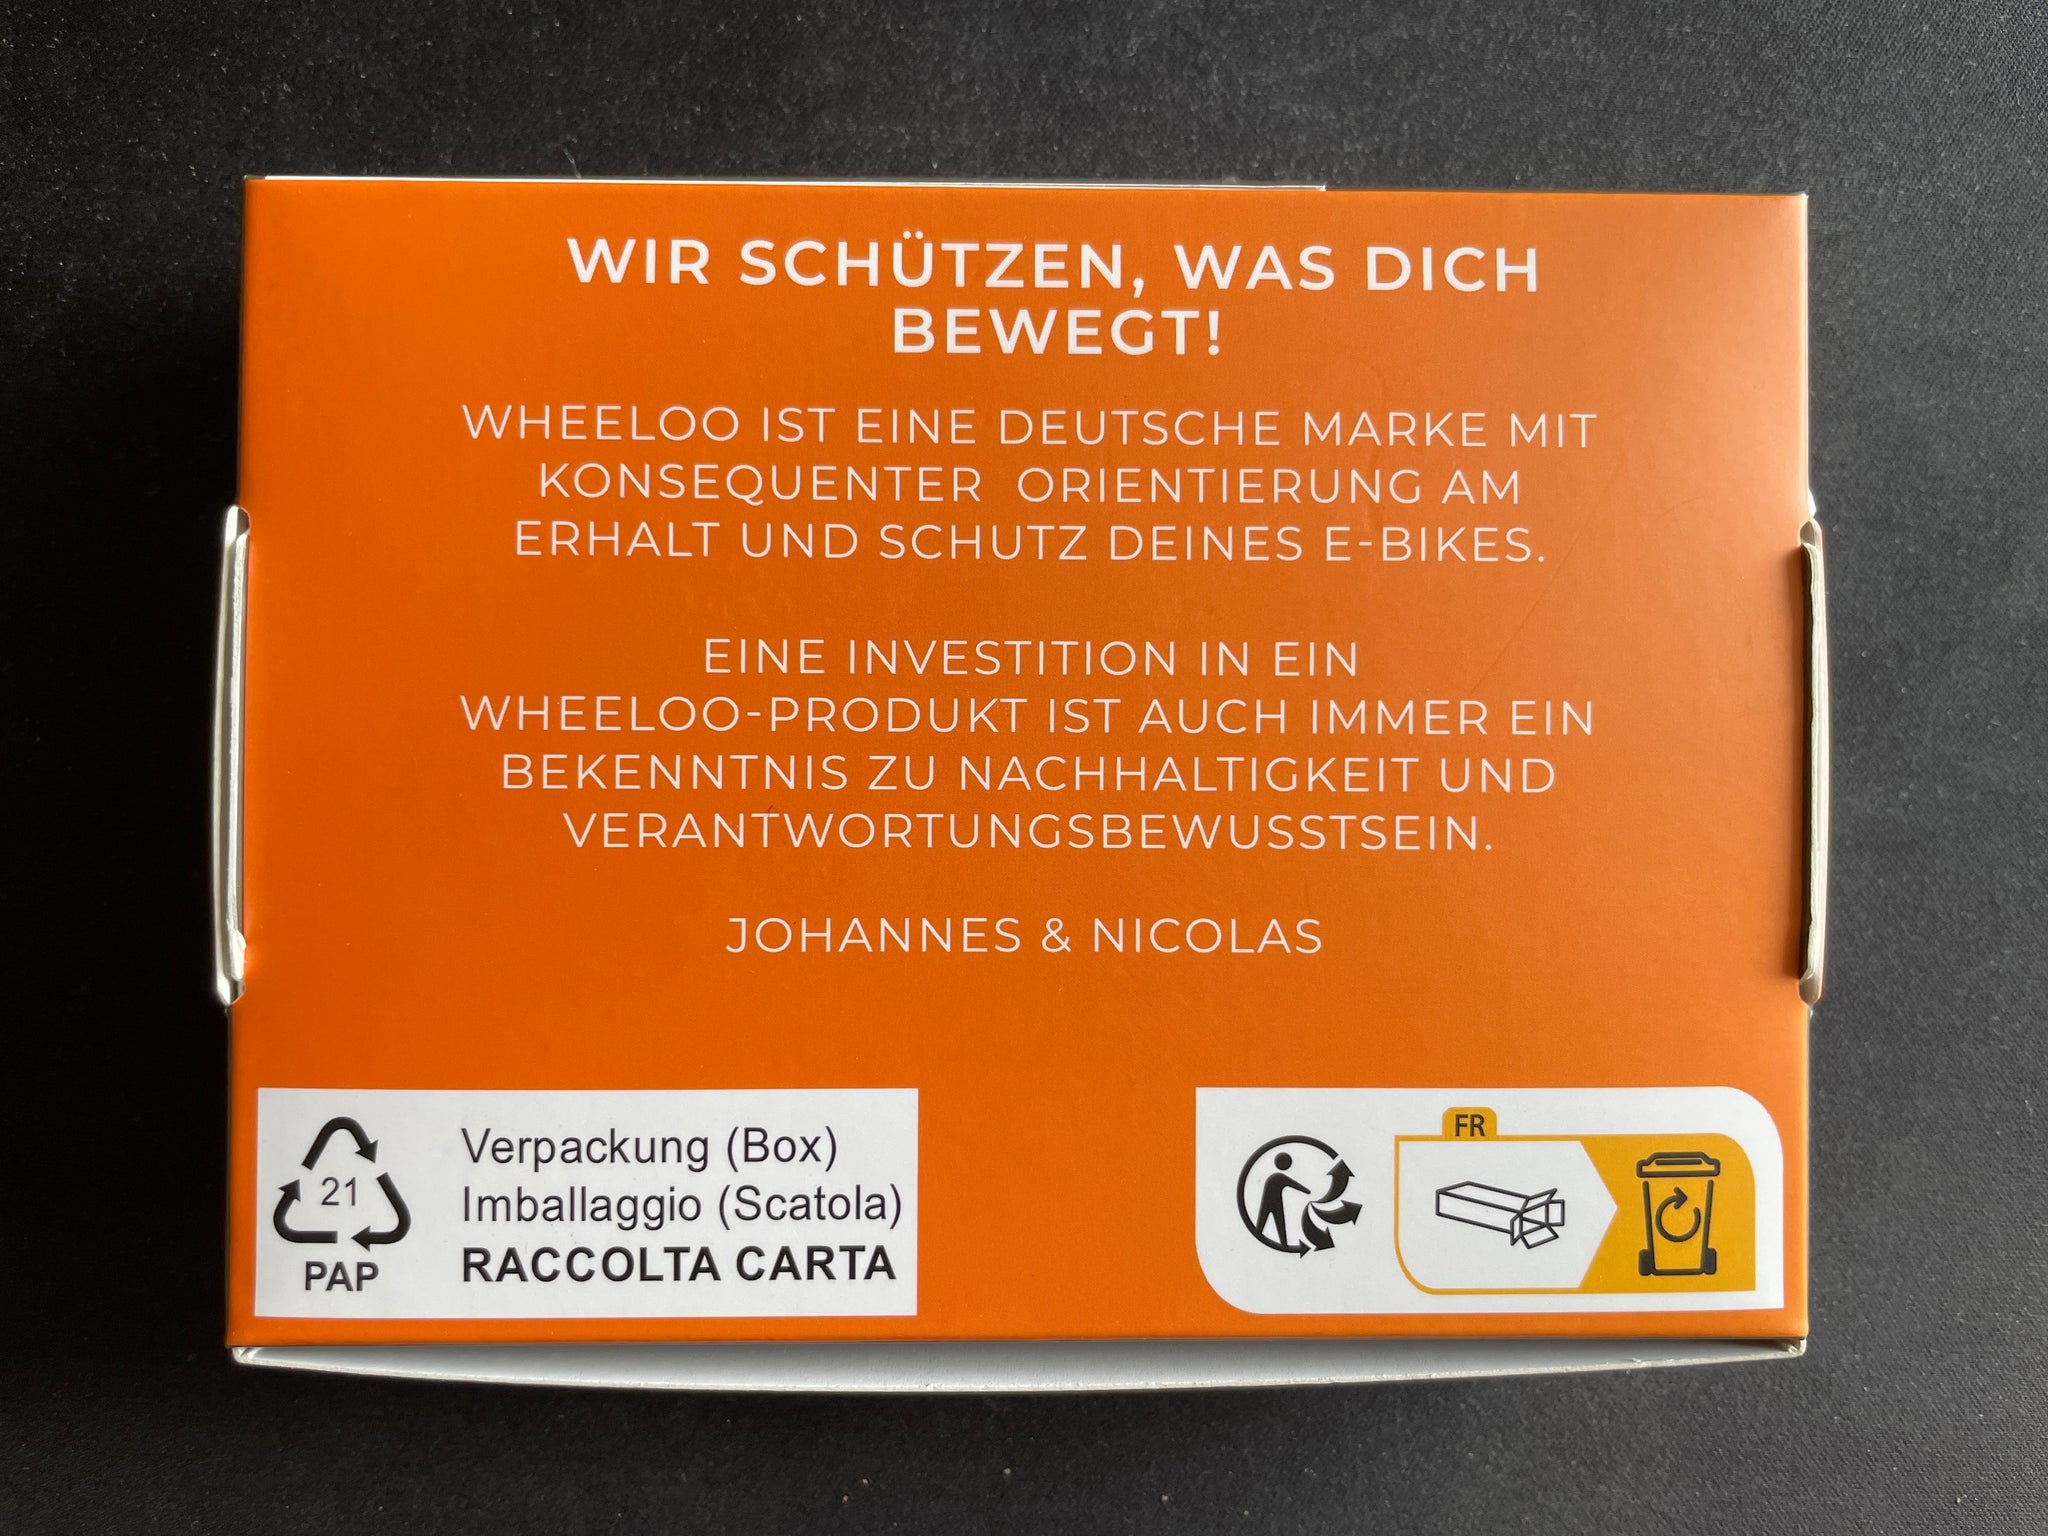 WIR SCHÜTZEN, WAS DICH
BEWEGT!
WHEELOO IST EINE DEUTSCHE MARKE MIT
KONSEQUENTER ORIENTIERUNG AM
ERHALT UND SCHUTZ DEINES E-BIKES.
EINE INVESTITION IN EIN
WHEELOO-PRODUKT IST AUCH IMMER EIN
BEKENNTNIS ZU NACHHALTIGKEIT UND
VERANTWORTUNGSBEWUSSTSEIN.
JOHANNES & NICOLAS
21
PAP
Verpackung (Box)
Imballaggio (Scatola)
RACCOLTA CARTA
FR